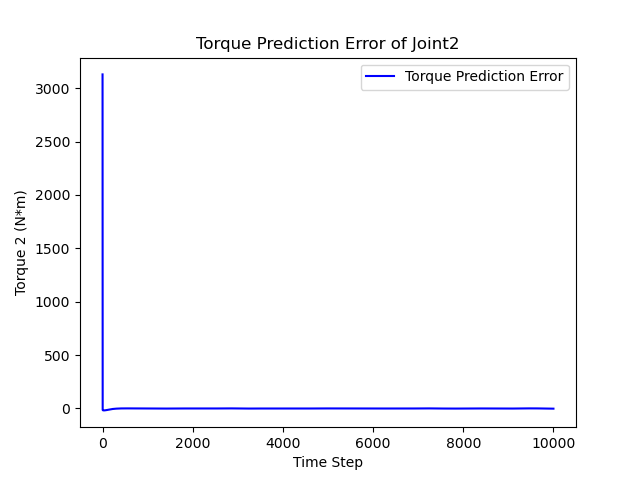 Torque Prediction Error of Joint2
Torque Prediction Error
Torque 2 (N*m)
3000
2500
2000
1500
1000
500
0
0 2000 4000 6000 8000 10000
Time Step